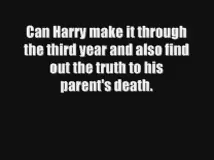 Can Harry make it through
the third year and also find
out the truth to his
parent's death.